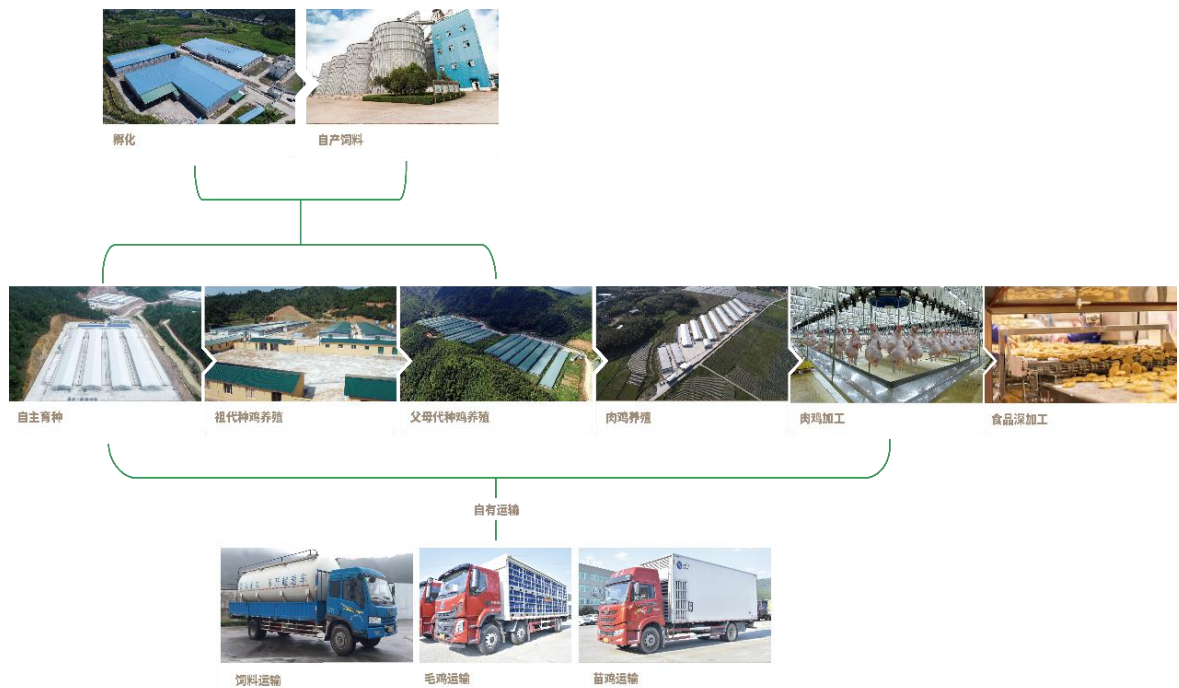 孵化
自产饲料
自主育种
祖代种鸡养殖
父母代种鸡养殖
肉鸡养殖
肉鸡加工
食品深加工
自有运输
饲料运输
毛鸡运输
苗鸡运输